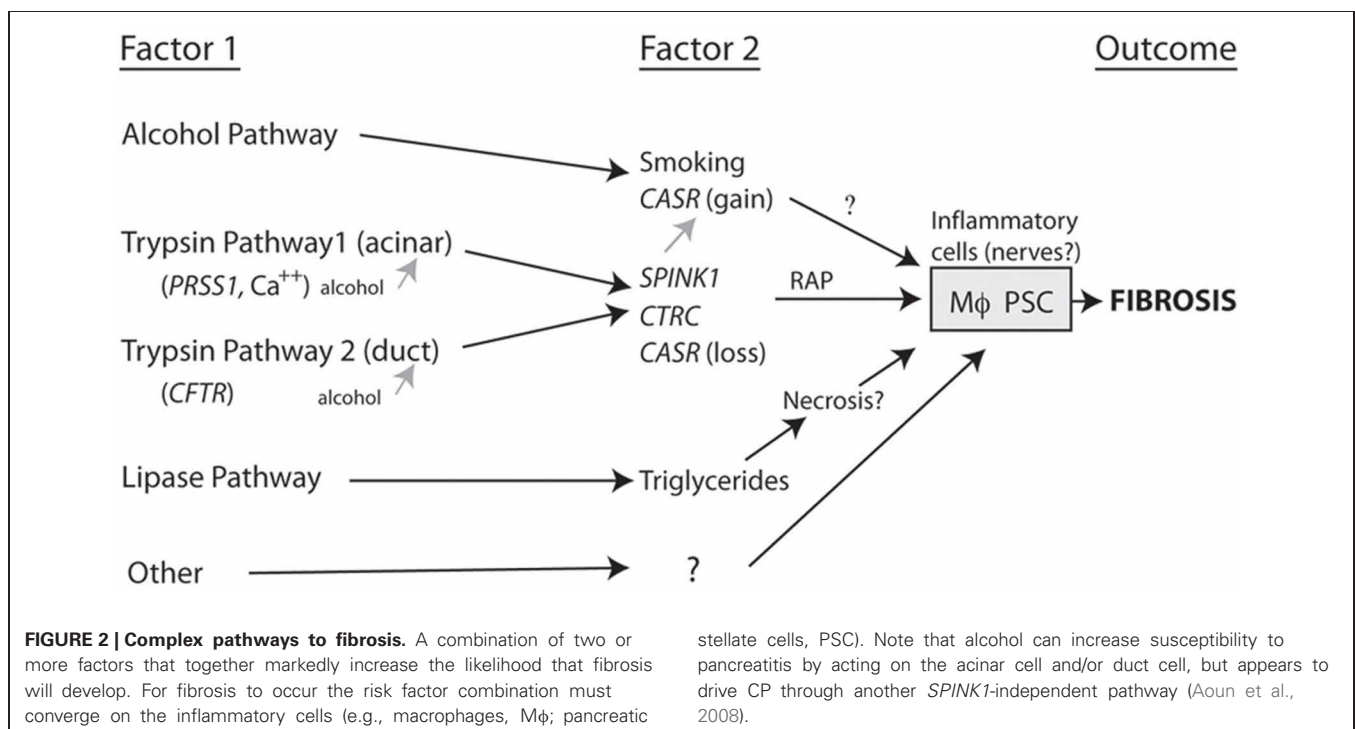 Factor 1
Factor 2
Outcome
Alcohol Pathway
Smoking
CASR (gain)
?
Inflammatory
cells (nerves?)
Trypsin Pathway1 (acinar)
(PRSS1, Ca++) alcohol
SPINK1
CTRC
CASR (loss)
RAP
Mϕ PSC
FIBROSIS
Trypsin Pathway 2 (duct)
(CFTR)
alcohol
Necrosis?
Lipase Pathway
Triglycerides
Other
?
FIGURE 2 | Complex pathways to fibrosis. A combination of two or
more factors that together markedly increase the likelihood that fibrosis
will develop. For fibrosis to occur the risk factor combination must
converge on the inflammatory cells (e.g., macrophages, Mϕ; pancreatic
stellate cells, PSC). Note that alcohol can increase susceptibility to
pancreatitis by acting on the acinar cell and/or duct cell, but appears to
drive CP through another SPINK1-independent pathway (Aoun et al.,
2008).